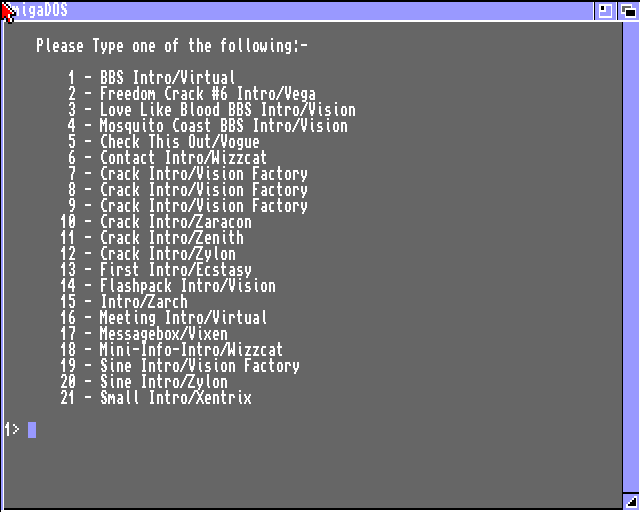 AmigaDOS
Please Type one of the following:-
1 - BBS Intro/Virtual
2 - Freedom Crack #6 Intro/Vega
3 - Love Like Blood BBS Intro/Vision
4 - Mosquito Coast BBS Intro/Vision
5 - Check This Out/Vogue
6 - Contact Intro/Wizzcat
7 - Crack Intro/Vision Factory
8 - Crack Intro/Vision Factory
9 - Crack Intro/Vision Factory
10 - Crack Intro/Zaracon
11 - Crack Intro/Zenith
12 - Crack Intro/Zylon
13 - First Intro/Ecstasy
14 - Flashpack Intro/Vision
15 - Intro/Zarch
16 - Meeting Intro/Virtual
17 - Messagebox/Vixen
18 - Mini-Info-Intro/Wizzcat
19 - Sine Intro/Vision Factory
20 - Sine Intro/Zylon
21 - Small Intro/Xentrix
1>